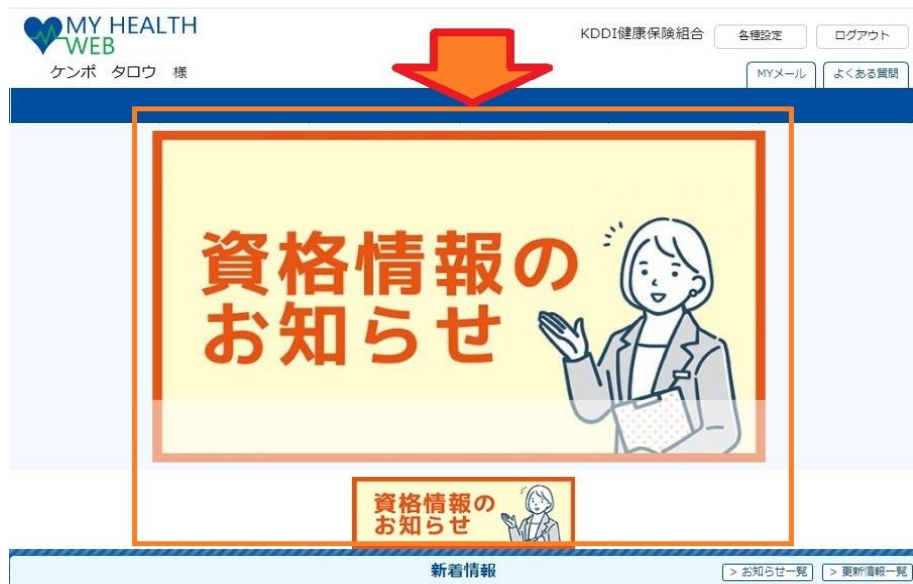 MY HEALTH
WEB
KDDI健康保険組合
各種設定
ログアウト
ケンポ タロウ 様
MYメール
よくある質問
資格情報の
お知らせ
資格情報の
お知らせ
新着情報
> お知らせ一覧
> 更新情報一覧